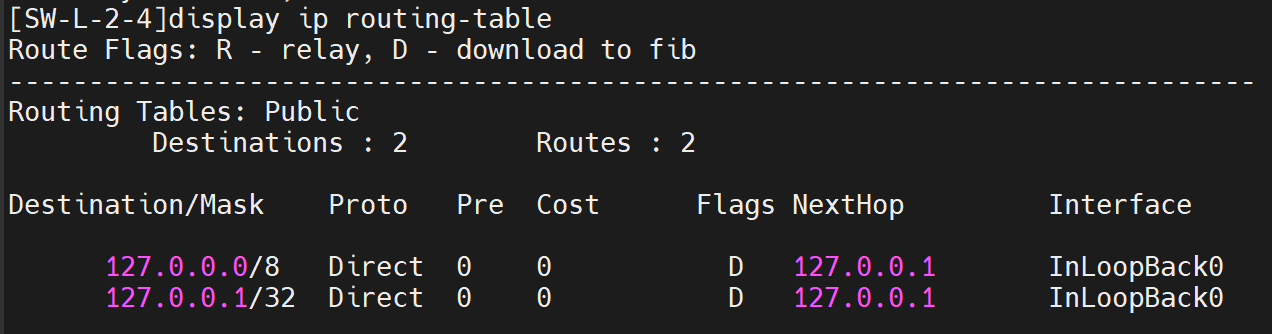 [SW-L-2-4]display ip routing-table
Route Flags: R - relay, D - download to fib
------------------------------------------------------------------------------
Routing Tables: Public
         Destinations : 2        Routes : 2

Destination/Mask    Proto   Pre  Cost      Flags NextHop         Interface

      127.0.0.0/8   Direct  0    0           D   127.0.0.1       InLoopBack0
      127.0.0.1/32  Direct  0    0           D   127.0.0.1       InLoopBack0